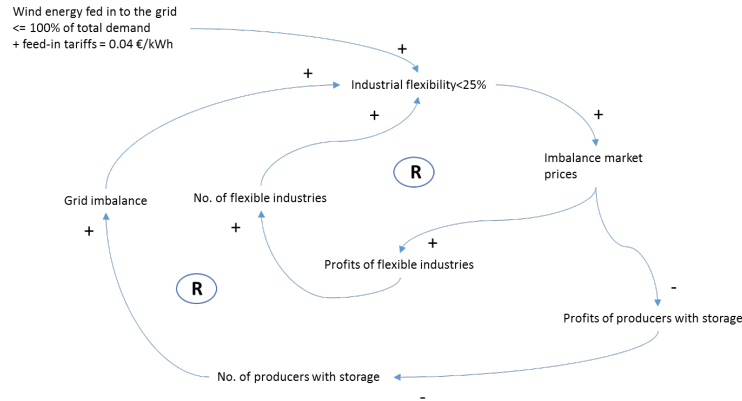 Wind energy fed in to the grid
<= 100% of total demand
+ feed-in tariffs = 0.04 €/kWh
+
+
Industrial flexibility<25%
+
+
Imbalance market
prices
R
Grid imbalance
No. of flexible industries
+
+
+
Profits of flexible industries
R
-
Profits of producers with storage
No. of producers with storage
-